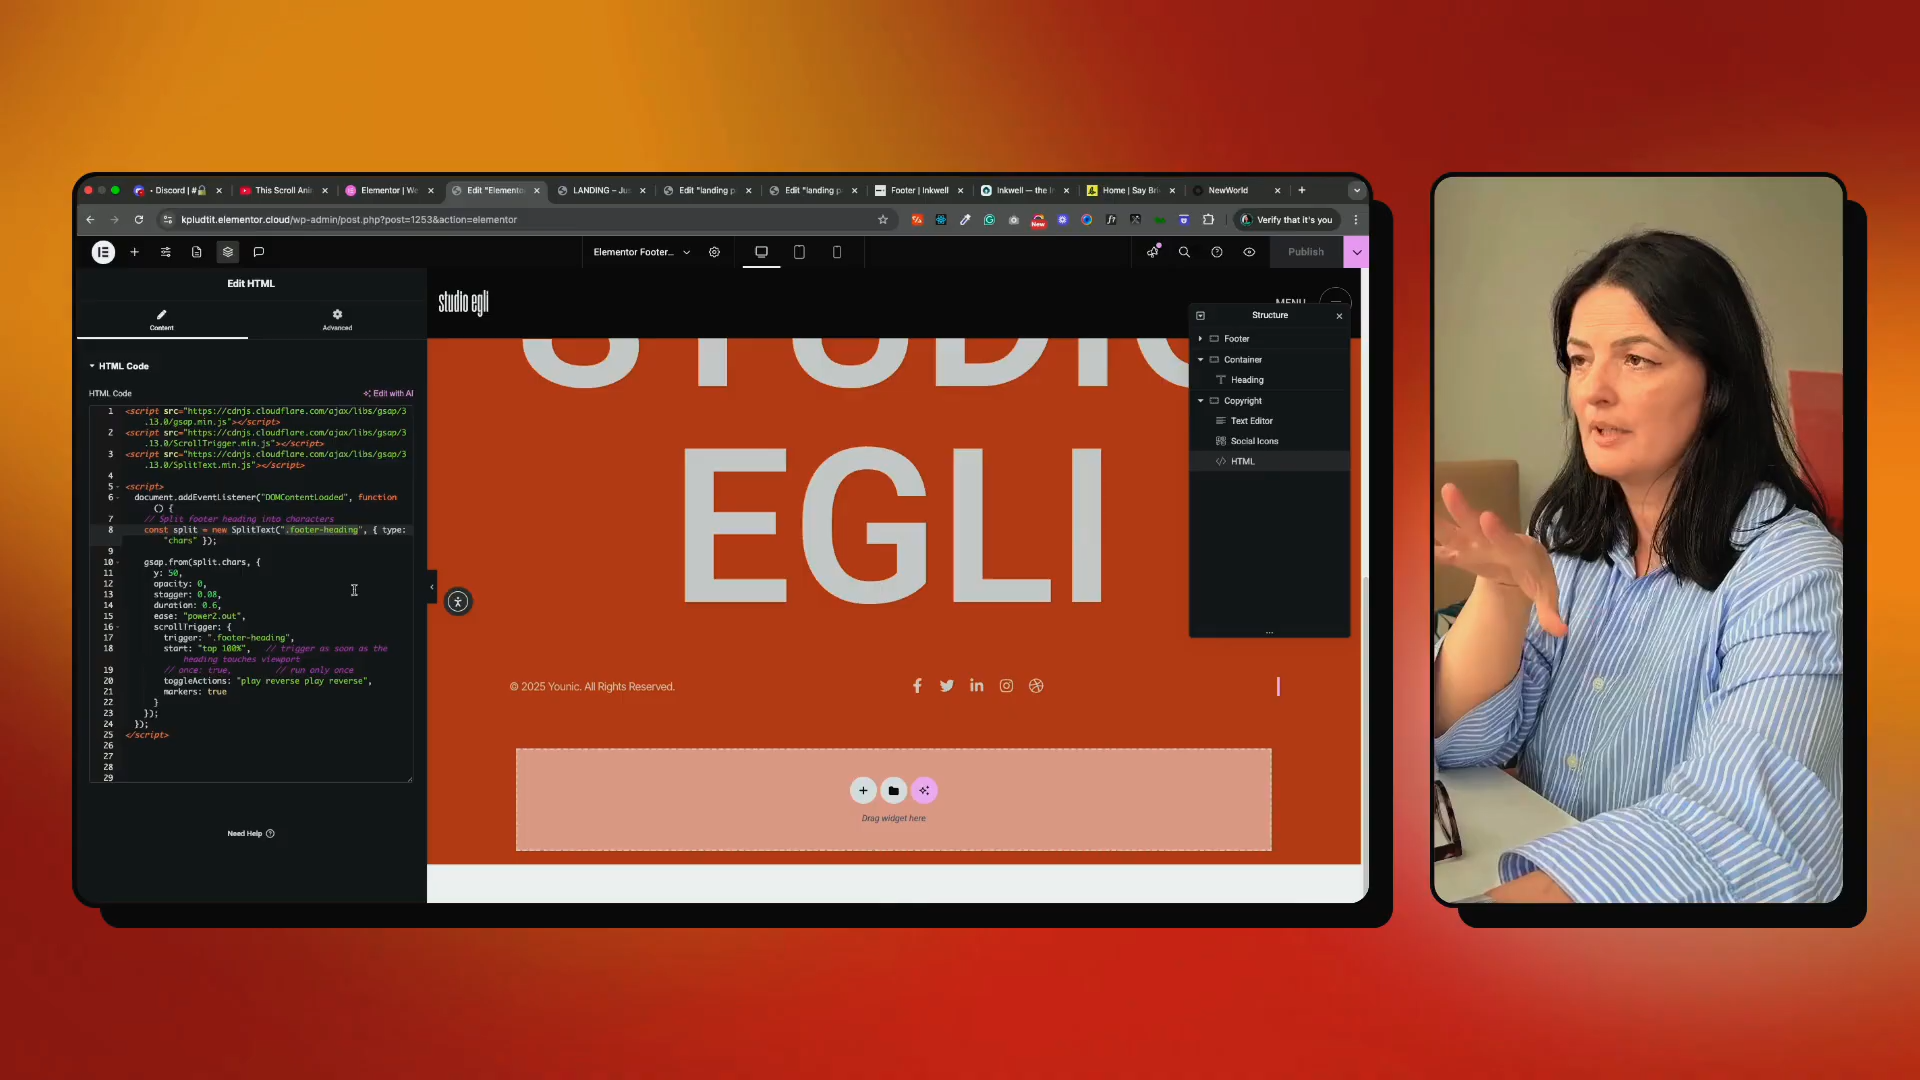 Discord | #
This Scroll Ani
Elementor | We
Edit "Elemento
LANDING – Jus
Edit "landing p
Edit "landing p
Footer | Inkwell
Inkwell — the I
Home | Say Bri
NewWorld
kpludtit.elementor.cloud/wp-admin/post.php?post=1253&action=elementor
New
Verify that it's you
Elementor Footer...
Publish
Edit HTML
Content
Advanced
HTML Code
HTML Code
Edit with AI
1 <script src="https://cdnjs.cloudflare.com/ajax/libs/gsap/3
.13.0/gsap.min.js"></script>
2 <script src="https://cdnjs.cloudflare.com/ajax/libs/gsap/3
.13.0/ScrollTrigger.min.js"></script>
3 <script src="https://cdnjs.cloudflare.com/ajax/libs/gsap/3
.13.0/SplitText.min.js"></script>
4
5 <script>
6 document.addEventListener("DOMContentLoaded", function
() {
7 // Split footer heading into characters
8 const split = new SplitText(".footer-heading", { type:
"chars" });
9
10 gsap.from(split.chars, {
11 y: 50,
12 opacity: 0,
13 stagger: 0.08,
14 duration: 0.6,
15 ease: "power2.out",
16 scrollTrigger: {
17 trigger: ".footer-heading",
18 start: "top 100%", // trigger as soon as the
heading touches viewport
19 // once: true, // run only once
20 toggleActions: "play reverse play reverse",
21 markers: true
22 }
23 });
24 });
25 </script>
26
27
28
29
Need Help
studio egli
MENU
STUDIO
EGLI
© 2025 Younic. All Rights Reserved.
Drag widget here
Structure
Footer
Container
Heading
Copyright
Text Editor
Social Icons
HTML